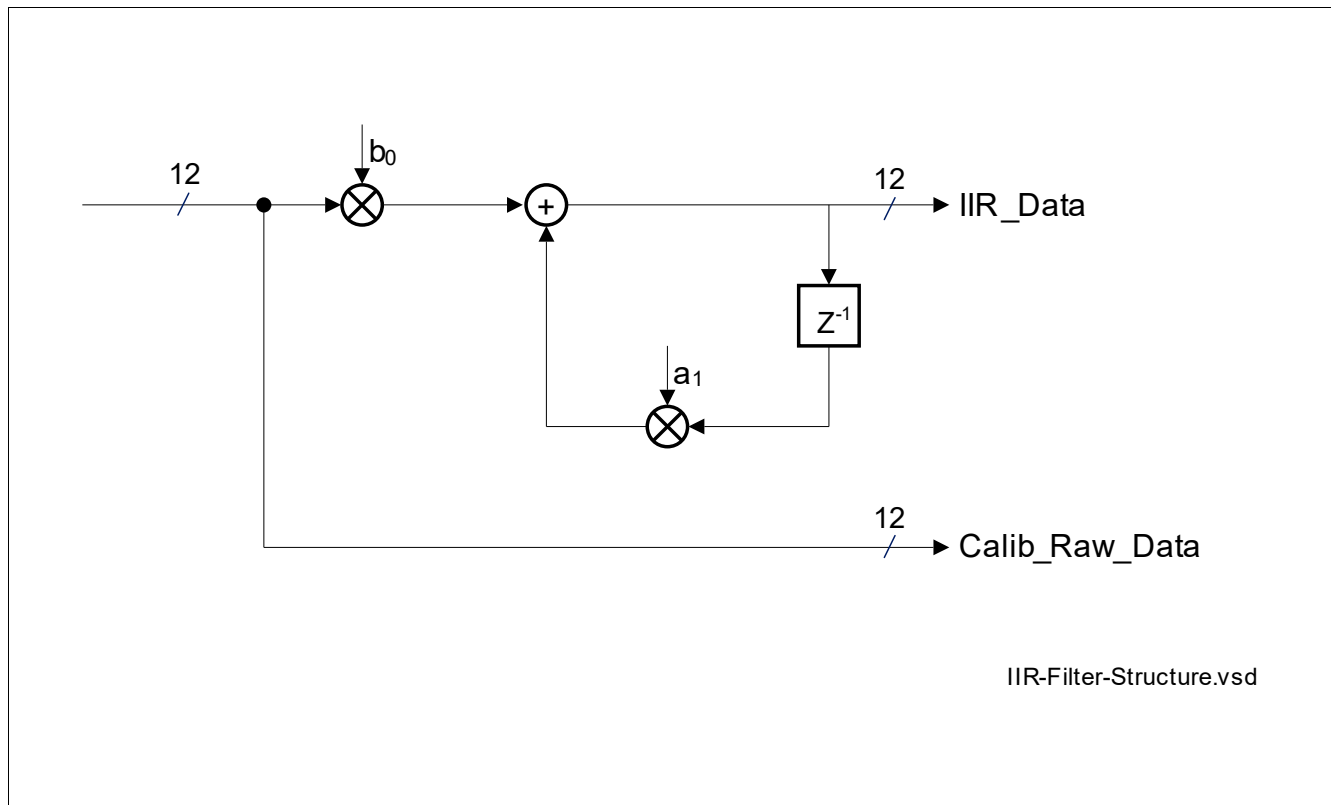 12
b₀
12
IIR_Data
+
Z⁻¹
a₁
12
Calib_Raw_Data
IIR-Filter-Structure.vsd